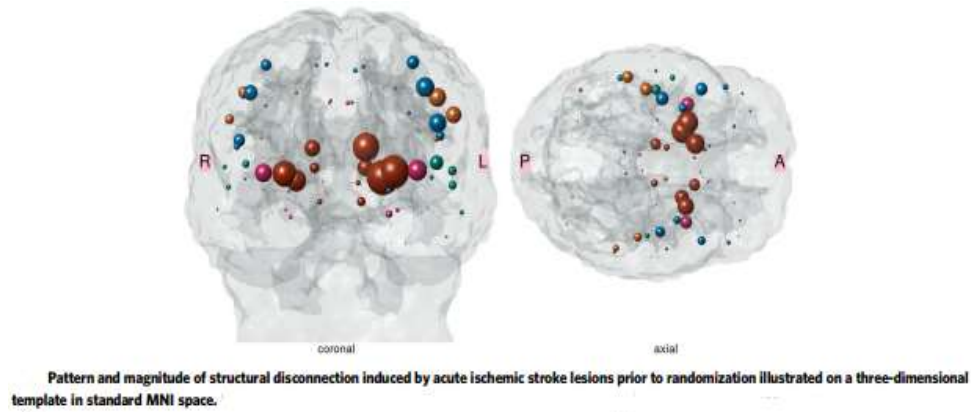 R
L
P
A
coronal
axial
Pattern and magnitude of structural disconnection induced by acute ischemic stroke lesions prior to randomization illustrated on a three-dimensional
template in standard MNI space.